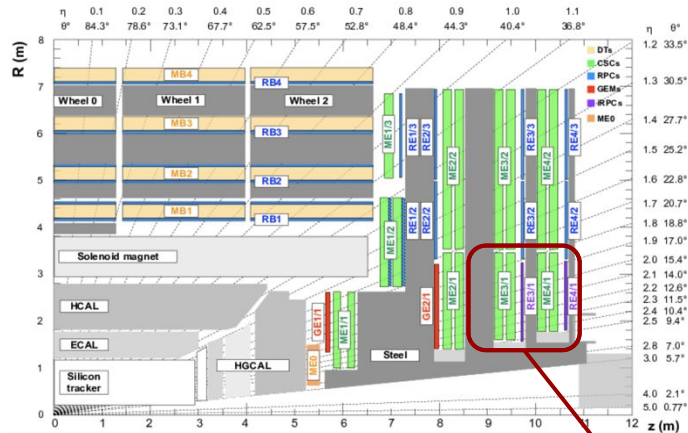 η 0 0.1 0.2 0.3 0.4 0.5 0.6 0.7 0.8 0.9 1.0 1.1 η θ°
θ° 84.3° 78.6° 73.1° 67.7° 62.5° 57.5° 52.8° 48.4° 44.3° 40.4° 36.8°
R (m)
8
7
6
5
4
3
2
1
0
1.2 33.5°
1.3 30.5°
1.4 27.7°
1.5 25.2°
1.6 22.8°
1.7 20.7°
1.8 18.8°
1.9 17.0°
2.0 15.4°
2.1 14.0°
2.2 12.6°
2.3 11.5°
2.4 10.4°
2.5 9.4°
2.8 7.0°
3.0 5.7°
4.0 2.1°
5.0 0.77°
DTs
CSCs
RPCs
GEMs
iRPCs
ME0
MB4
RB4
Wheel 0
Wheel 1
Wheel 2
MB3
RB3
MB2
RB2
MB1
RB1
Solenoid magnet
HCAL
ECAL
Silicon
tracker
HGCAL
Steel
ME0
GE1/1
ME1/1
ME1/2
ME1/3
RE1/3
RE2/3
RE1/2
RE2/2
GE2/1
ME2/1
ME2/2
ME3/2
RE3/3
RE3/2
ME4/2
RE4/3
RE4/2
ME3/1
RE3/1
ME4/1
RE4/1
0 1 2 3 4 5 6 7 8 9 10 11 12
z (m)